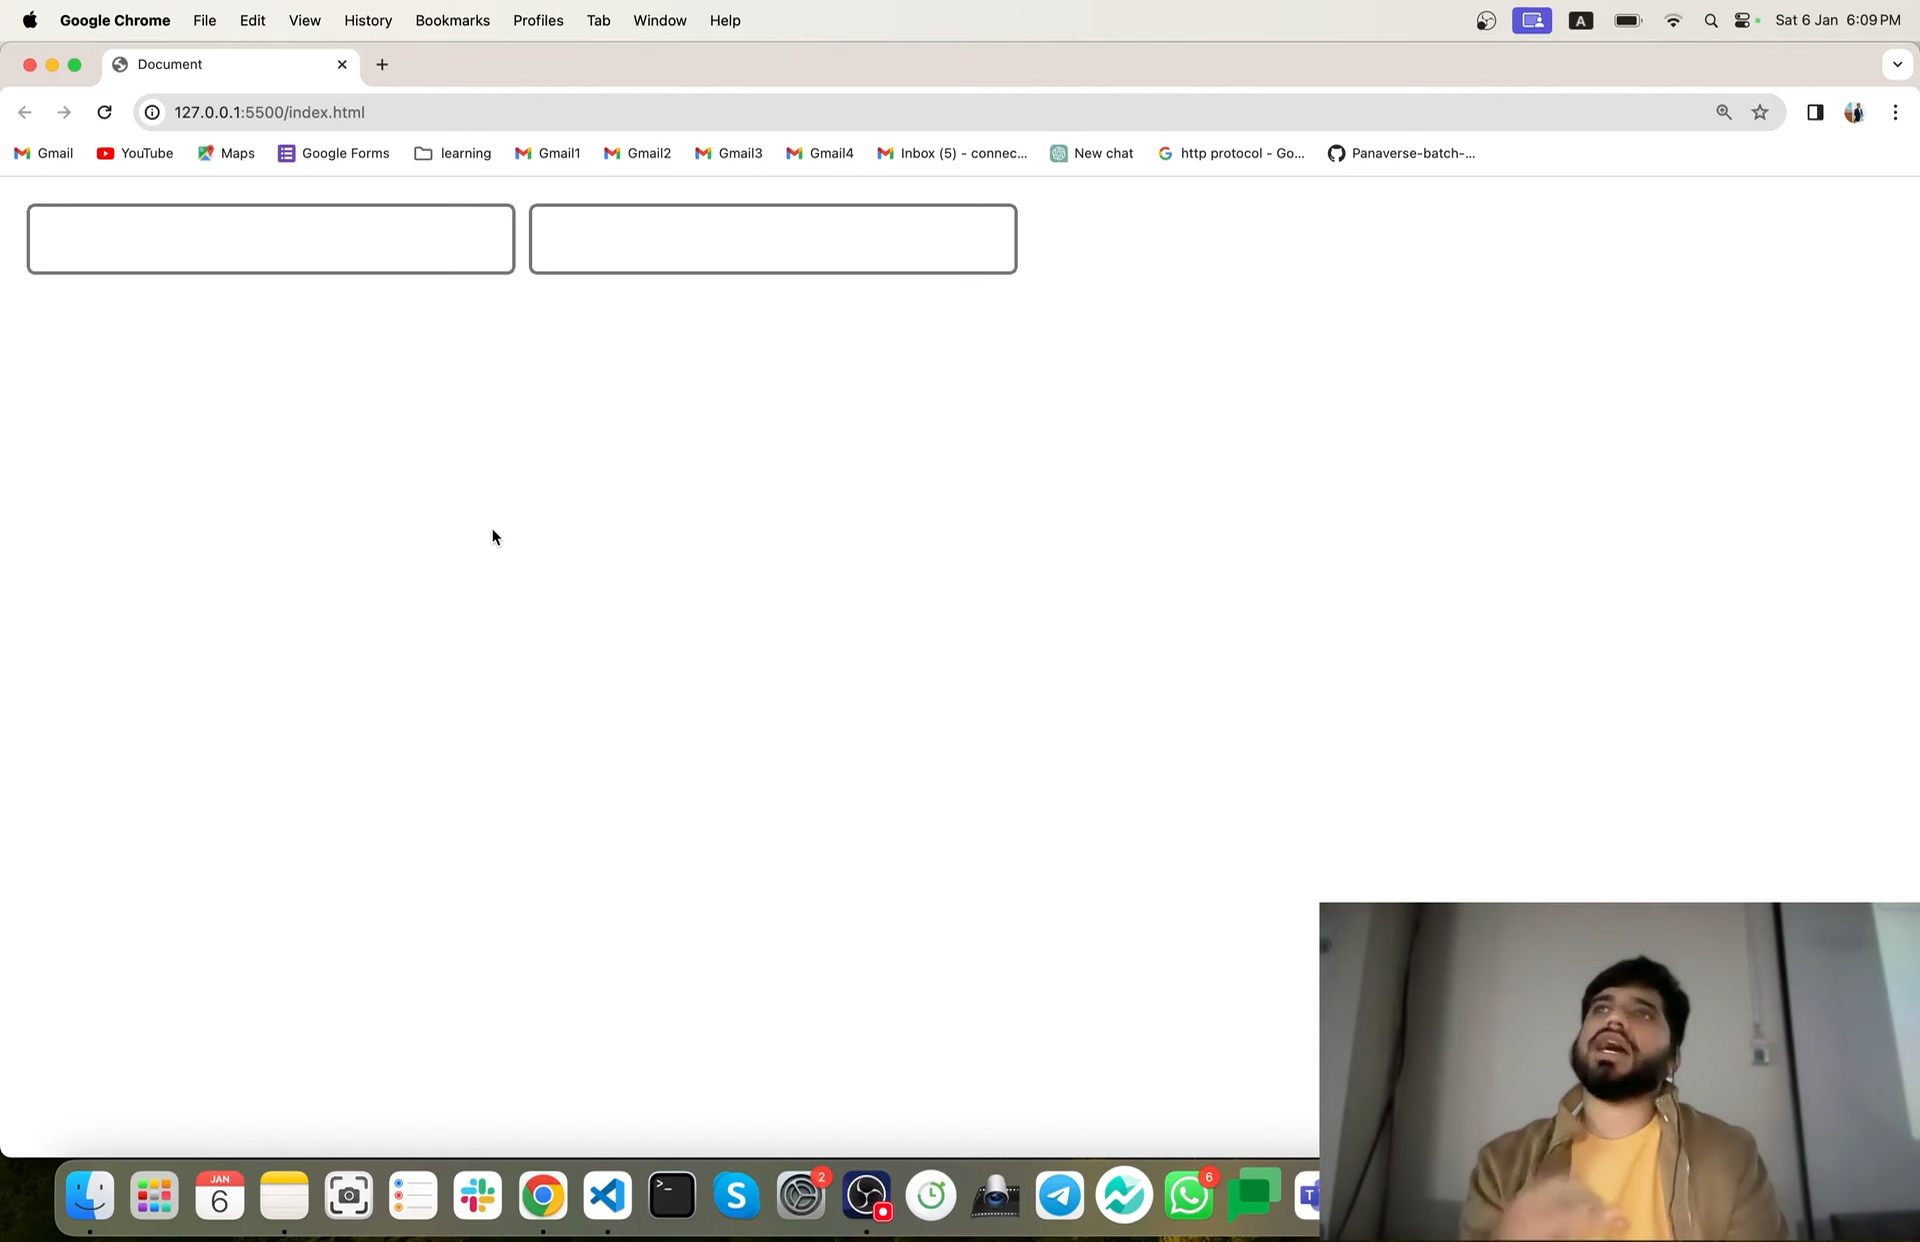 Google Chrome File Edit View History Bookmarks Profiles Tab Window Help A Sat 6 Jan 6:09 PM
Document
127.0.0.1:5500/index.html
Gmail YouTube Maps Google Forms learning Gmail1 Gmail2 Gmail3 Gmail4 Inbox (5) - connec... New chat http protocol - Go... Panaverse-batch-...
JAN 6 >_ S 2 6 T